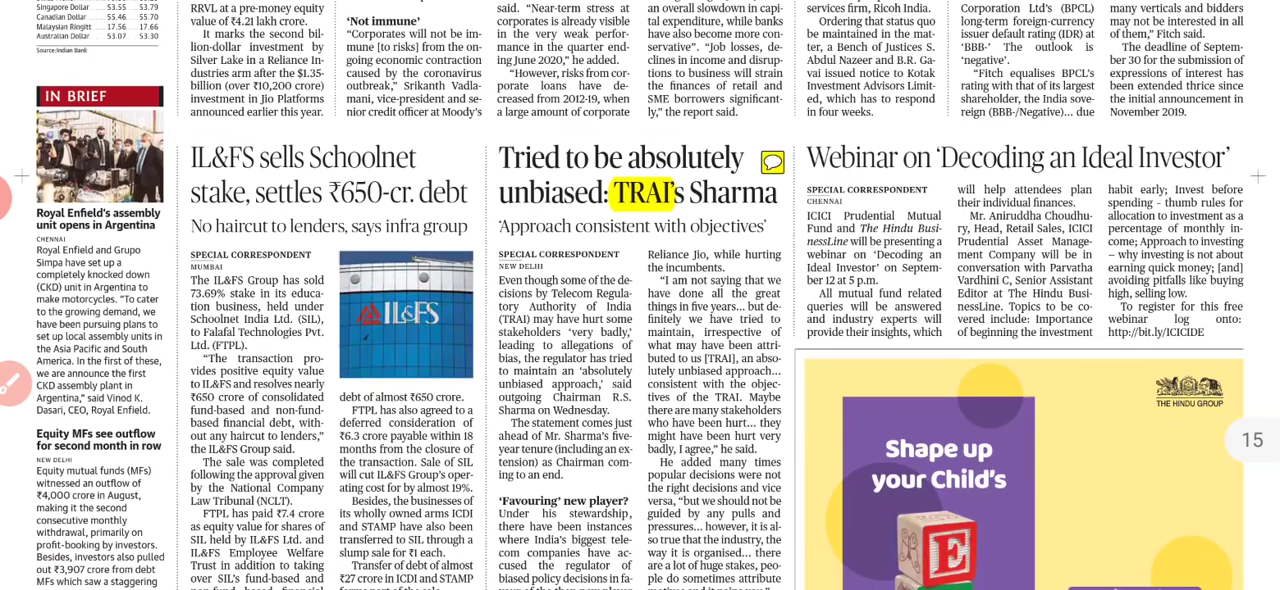 Singapore Dollar 53.55 53.79
Canadian Dollar 55.46 55.70
Malaysian Ringitt 17.56 17.66
Australian Dollar 53.07 53.30
Source:Indian Bank
IN BRIEF
Royal Enfield's assembly
unit opens in Argentina
CHENNAI
Royal Enfield and Grupo
Simpa have set up a
completely knocked down
(CKD) unit in Argentina to
make motorcycles. "To cater
to the growing demand, we
have been pursuing plans to
set up local assembly units in
the Asia Pacific and South
America. In the first of these,
we are announce the first
CKD assembly plant in
Argentina," said Vinod K.
Dasari, CEO, Royal Enfield.
Equity MFs see outflow
for second month in row
NEW DELHI
Equity mutual funds (MFs)
witnessed an outflow of
₹4,000 crore in August,
making it the second
consecutive monthly
withdrawal, primarily on
profit-booking by investors.
Besides, investors also pulled
out ₹3,907 crore from debt
MFs which saw a staggering
RRVL at a pre-money equity
value of ₹4.21 lakh crore.
It marks the second bil-
lion-dollar investment by
Silver Lake in a Reliance In-
dustries arm after the $1.35-
billion (over ₹10,200 crore)
investment in Jio Platforms
announced earlier this year.
'Not immune'
"Corporates will not be im-
mune [to risks] from the on-
going economic contraction
caused by the coronavirus
outbreak," Srikanth Vadla-
mani, vice-president and se-
nior credit officer at Moody's
said. "Near-term stress at
corporates is already visible
in the very weak perfor-
mance in the quarter end-
ing June 2020," he added.
"However, risks from cor-
porate loans have de-
creased from 2012-19, when
a large amount of corporate
an overall slowdown in cap-
ital expenditure, while banks
have also become more con-
servative". "Job losses, de-
clines in income and disrup-
tions to business will strain
the finances of retail and
SME borrowers significant-
ly," the report said.
services firm, Ricoh India.
Ordering that status quo
be maintained in the mat-
ter, a Bench of Justices S.
Abdul Nazeer and B.R. Ga-
vai issued notice to Kotak
Investment Advisors Limit-
ed, which has to respond
in four weeks.
Corporation Ltd's (BPCL)
long-term foreign-currency
issuer default rating (IDR) at
'BBB-' The outlook is
'negative'.
"Fitch equalises BPCL's
rating with that of its largest
shareholder, the India sove-
reign (BBB-/Negative)... due
many verticals and bidders
may not be interested in all
of them," Fitch said.
The deadline of Septem-
ber 30 for the submission of
expressions of interest has
been extended thrice since
the initial announcement in
November 2019.
IL&FS sells Schoolnet
stake, settles ₹650-cr. debt
No haircut to lenders, says infra group
SPECIAL CORRESPONDENT
MUMBAI
The IL&FS Group has sold
73.69% stake in its educa-
tion business, held under
Schoolnet India Ltd. (SIL),
to Falafal Technologies Pvt.
Ltd. (FTPL).
"The transaction pro-
vides positive equity value
to IL&FS and resolves nearly
₹650 crore of consolidated
fund-based and non-fund-
based financial debt, with-
out any haircut to lenders,"
the IL&FS Group said.
The sale was completed
following the approval given
by the National Company
Law Tribunal (NCLT).
FTPL has paid ₹7.4 crore
as equity value for shares of
SIL held by IL&FS Ltd. and
IL&FS Employee Welfare
Trust in addition to taking
over SIL's fund-based and
IL&FS
debt of almost ₹650 crore.
FTPL has also agreed to a
deferred consideration of
₹6.3 crore payable within 18
months from the closure of
the transaction. Sale of SIL
will cut IL&FS Group's oper-
ating cost for by almost 19%.
Besides, the businesses of
its wholly owned arms ICDI
and STAMP have also been
transferred to SIL through a
slump sale for ₹1 each.
Transfer of debt of almost
₹27 crore in ICDI and STAMP
Tried to be absolutely
unbiased: TRAI's Sharma
'Approach consistent with objectives'
SPECIAL CORRESPONDENT
NEW DELHI
Even though some of the de-
cisions by Telecom Regula-
tory Authority of India
(TRAI) may have hurt some
stakeholders 'very badly,'
leading to allegations of
bias, the regulator has tried
to maintain an 'absolutely
unbiased approach,' said
outgoing Chairman R.S.
Sharma on Wednesday.
The statement comes just
ahead of Mr. Sharma's five-
year tenure (including an ex-
tension) as Chairman com-
ing to an end.
'Favouring' new player?
Under his stewardship,
there have been instances
where India's biggest tele-
com companies have ac-
cused the regulator of
biased policy decisions in fa-
Reliance Jio, while hurting
the incumbents.
"I am not saying that we
have done all the great
things in five years... but de-
finitely we have tried to
maintain, irrespective of
what may have been attri-
buted to us [TRAI], an abso-
lutely unbiased approach...
consistent with the objec-
tives of the TRAI. Maybe
there are many stakeholders
who have been hurt... they
might have been hurt very
badly, I agree," he said.
He added many times
popular decisions were not
the right decisions and vice
versa, "but we should not be
guided by any pulls and
pressures... however, it is al-
so true that the industry, the
way it is organised... there
are a lot of huge stakes, peo-
ple do sometimes attribute
Webinar on 'Decoding an Ideal Investor'
SPECIAL CORRESPONDENT
CHENNAI
ICICI Prudential Mutual
Fund and The Hindu Busi-
nessLine will be presenting a
webinar on 'Decoding an
Ideal Investor' on Septem-
ber 12 at 5 p.m.
All mutual fund related
queries will be answered
and industry experts will
provide their insights, which
will help attendees plan
their individual finances.
Mr. Aniruddha Choudhu-
ry, Head, Retail Sales, ICICI
Prudential Asset Manage-
ment Company will be in
conversation with Parvatha
Vardhini C, Senior Assistant
Editor at The Hindu Busi-
nessLine. Topics to be co-
vered include: Importance
of beginning the investment
habit early; Invest before
spending - thumb rules for
allocation to investment as a
percentage of monthly in-
come; Approach to investing
– why investing is not about
earning quick money; [and]
avoiding pitfalls like buying
high, selling low.
To register for this free
webinar log onto:
http://bit.ly/ICICIDE
THE HINDU GROUP
15
Shape up
your Child's
E